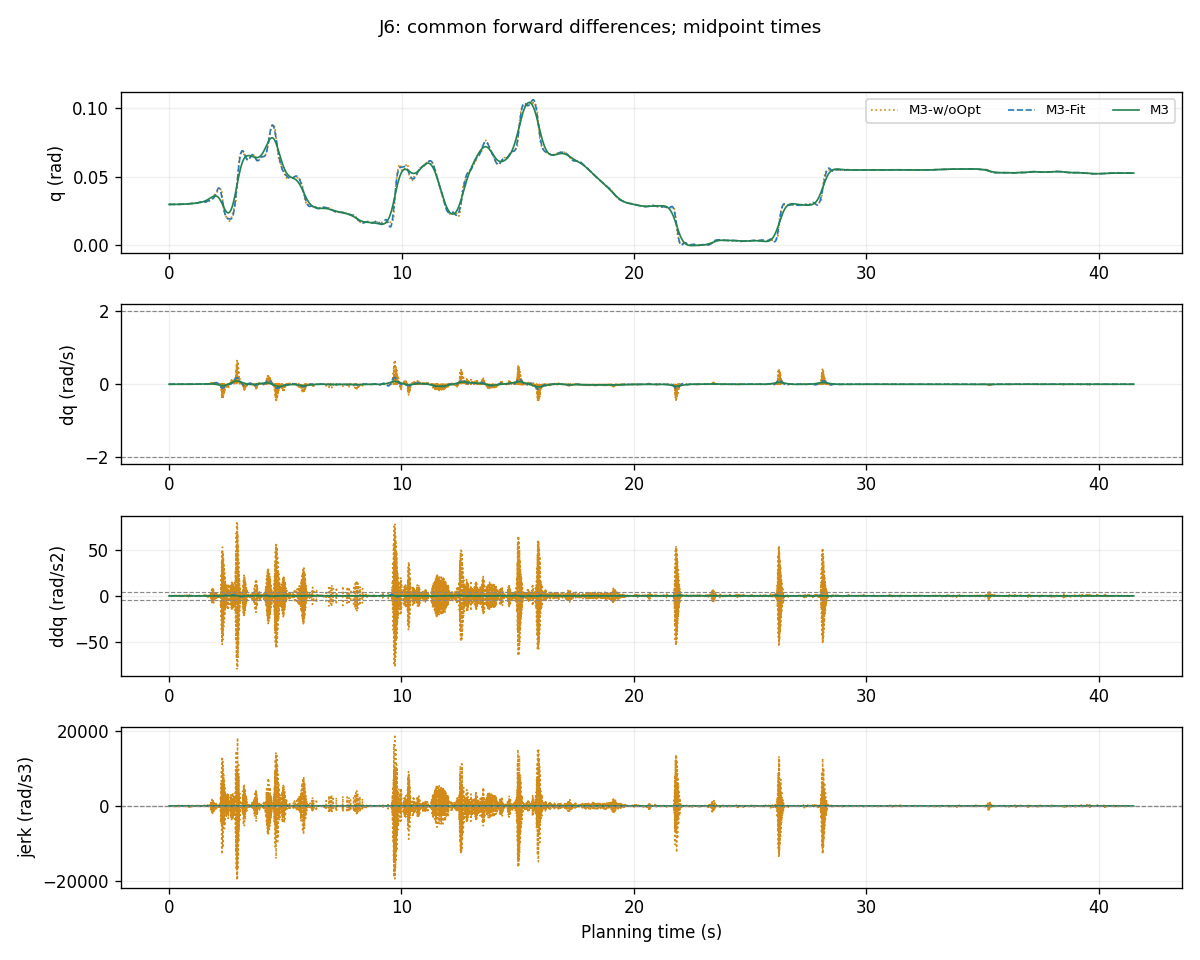 J6: common forward differences; midpoint times
M3-w/oOpt M3-Fit M3
q (rad)
0.10
0.05
0.00
0 10 20 30 40
dq (rad/s)
2
0
−2
0 10 20 30 40
ddq (rad/s2)
50
0
−50
0 10 20 30 40
jerk (rad/s3)
20000
0
−20000
0 10 20 30 40
Planning time (s)